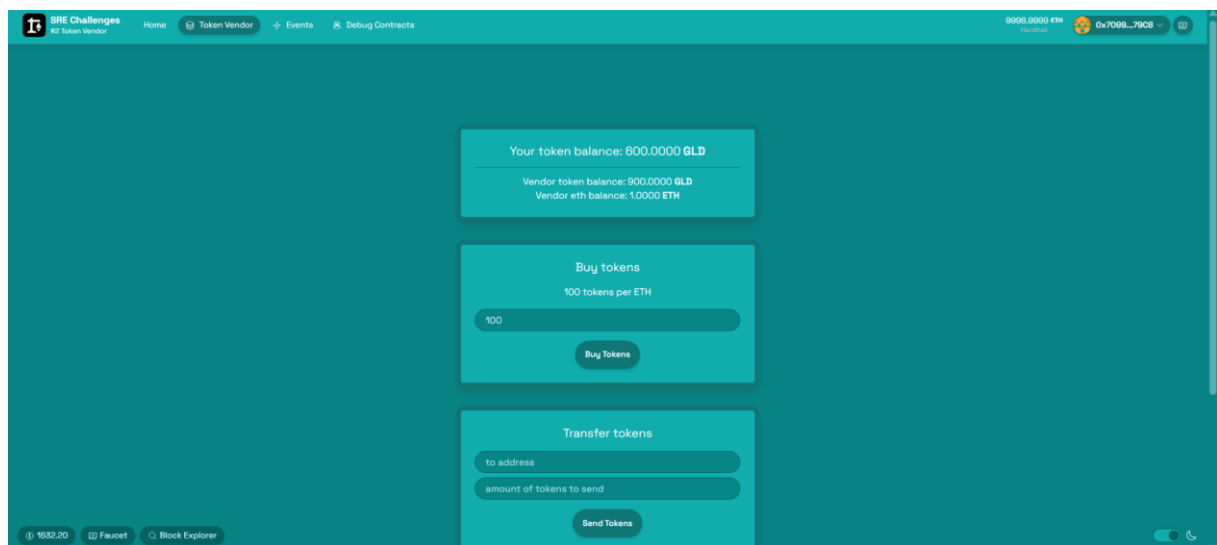 SRE Challenges
#2 Token Vendor
Home
Token Vendor
Events
Debug Contracts
9998.9999 ETH
Hardhat
0x7099...79C8
Your token balance: 600.0000 GLD
Vendor token balance: 900.0000 GLD
Vendor eth balance: 1.0000 ETH
Buy tokens
100 tokens per ETH
100
Buy Tokens
Transfer tokens
to address
amount of tokens to send
Send Tokens
1632.20
Faucet
Block Explorer